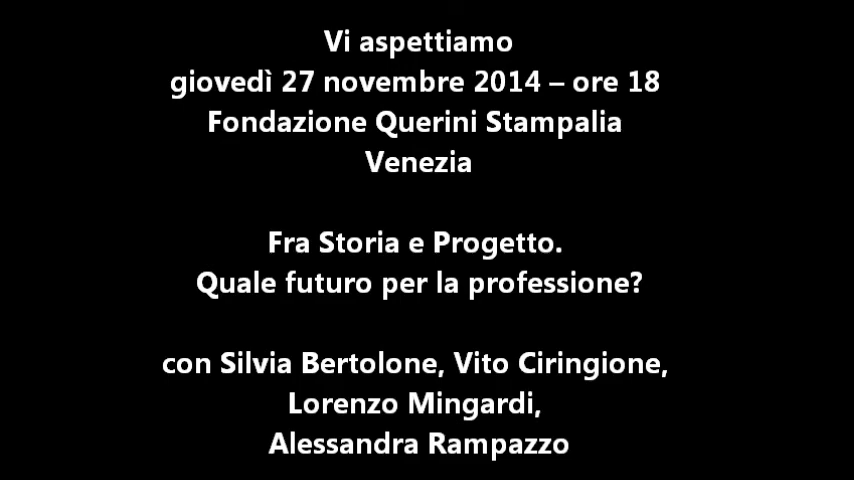 Vi aspettiamo
giovedì 27 novembre 2014 – ore 18
Fondazione Querini Stampalia
Venezia
Fra Storia e Progetto.
Quale futuro per la professione?
con Silvia Bertolone, Vito Ciringione,
Lorenzo Mingardi,
Alessandra Rampazzo